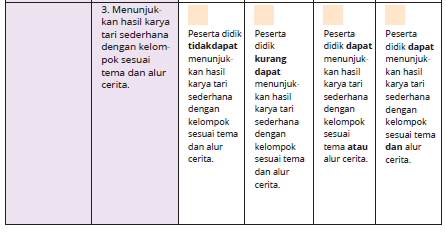 3. Menunjuk-
kan hasil karya
tari sederhana
dengan kelom-
pok sesuai
tema dan alur
cerita.
Peserta didik
tidakdapat
menunjuk-
kan hasil
karya tari
sederhana
dengan
kelompok
sesuai tema
dan alur
cerita.
Peserta
didik
kurang
dapat
menunjuk-
kan hasil
karya tari
sederhana
dengan
kelompok
sesuai tema
dan alur
cerita.
Peserta
didik dapat
menunjuk-
kan hasil
karya tari
sederhana
dengan
kelompok
sesuai
tema atau
alur cerita.
Peserta
didik dapat
menunjuk-
kan hasil
karya tari
sederhana
dengan
kelompok
sesuai tema
dan alur
cerita.